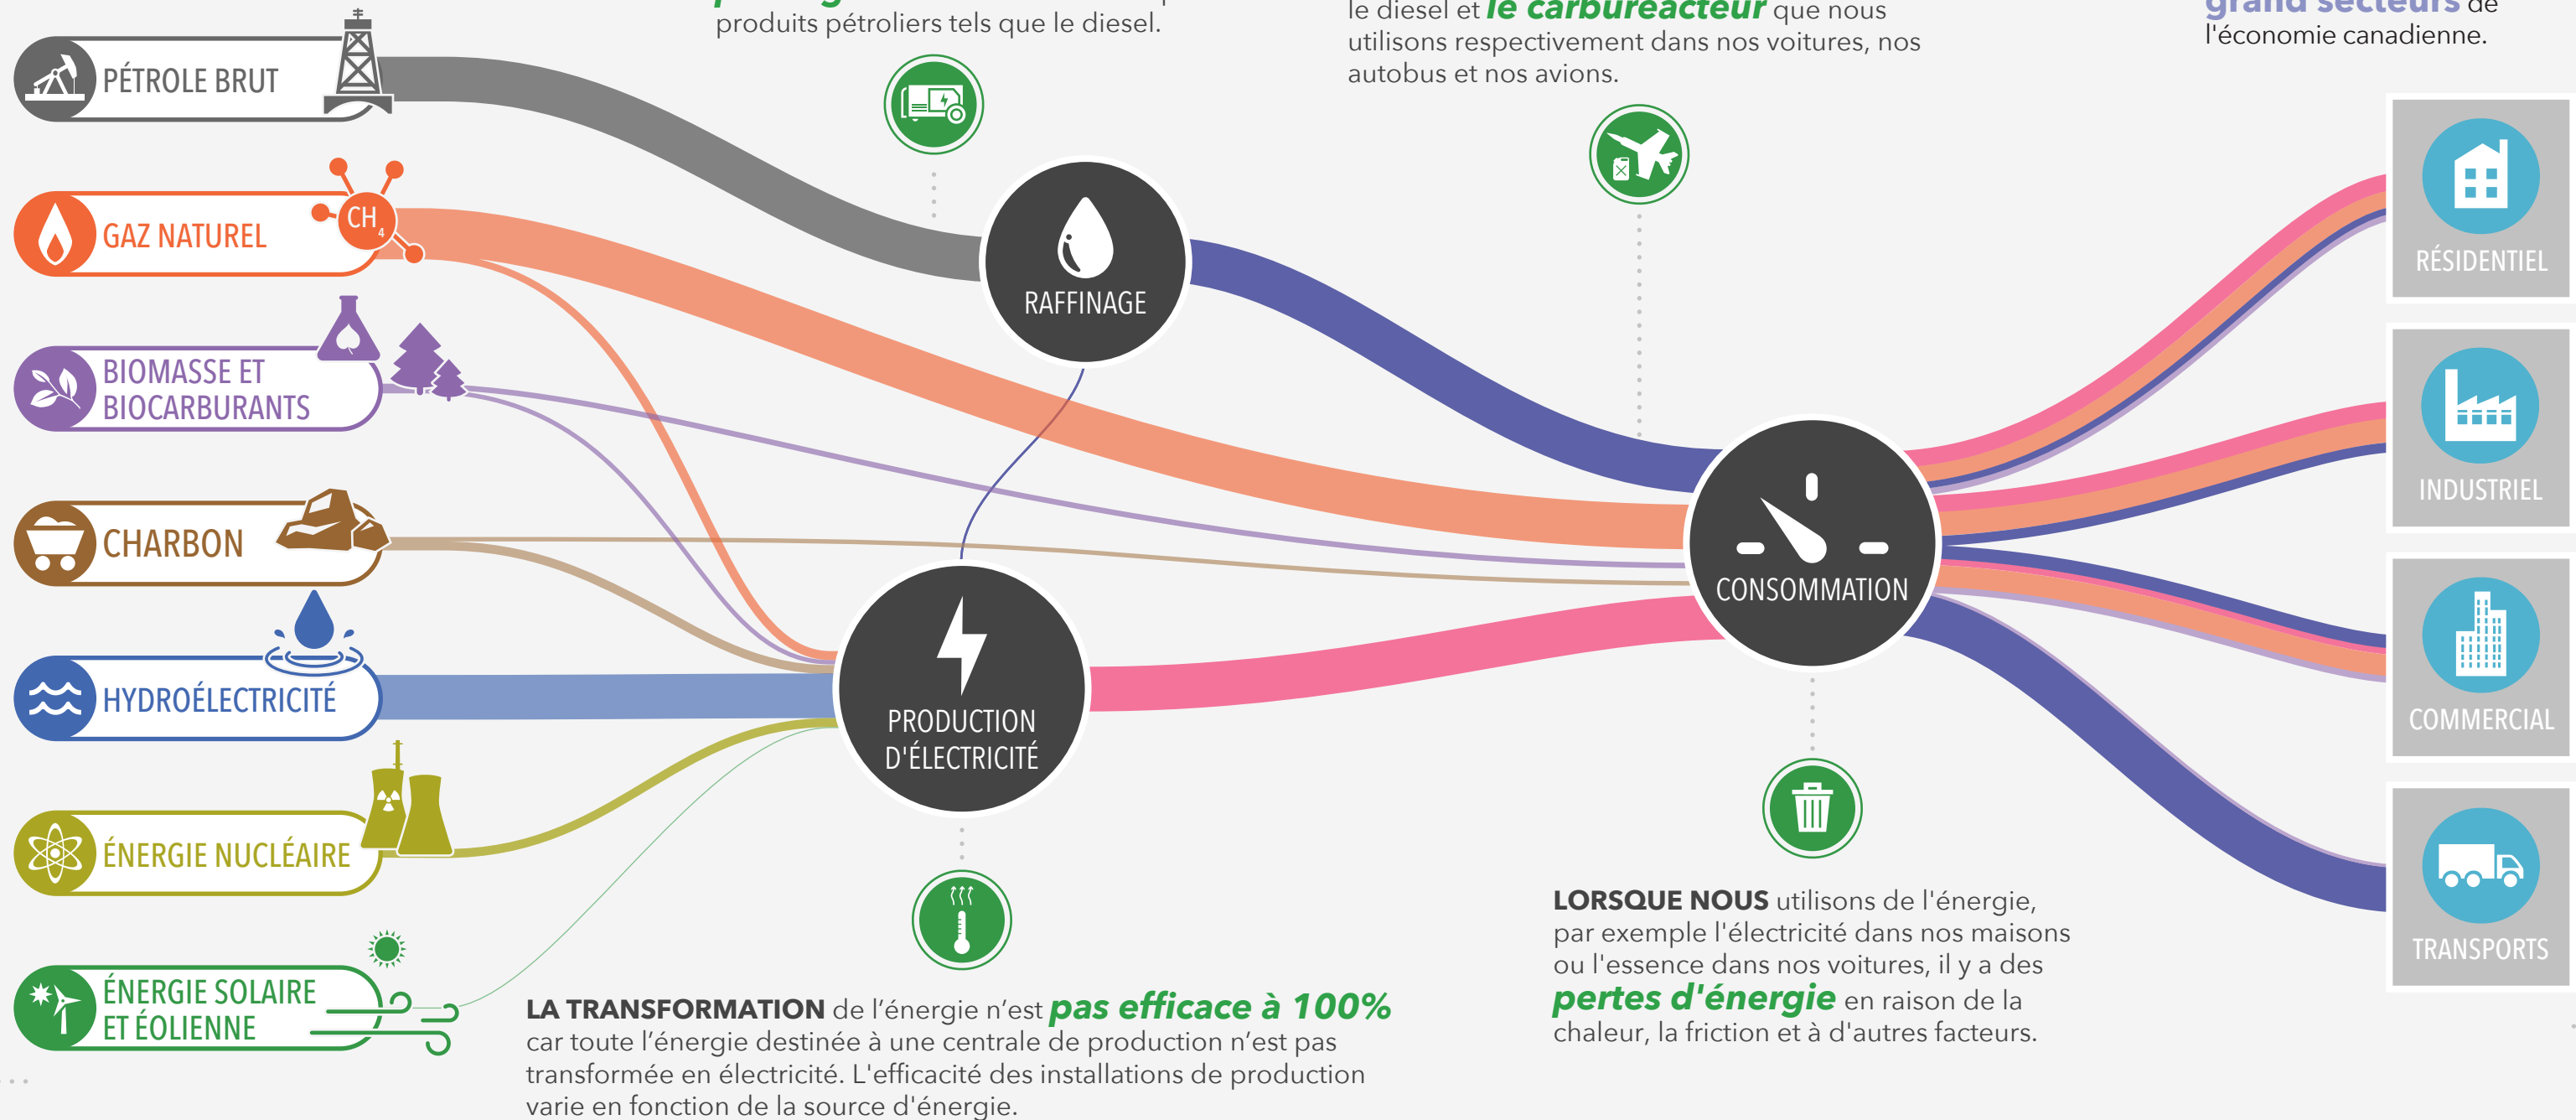 produits pétroliers tels que le diesel.
le diesel et le carburéacteur que nous
utilisons respectivement dans nos voitures, nos
autobus et nos avions.
grand secteurs de
l'économie canadienne.
PÉTROLE BRUT
GAZ NATUREL
CH4
BIOMASSE ET
BIOCARBURANTS
CHARBON
HYDROÉLECTRICITÉ
ÉNERGIE NUCLÉAIRE
ÉNERGIE SOLAIRE
ET ÉOLIENNE
RAFFINAGE
PRODUCTION
D'ÉLECTRICITÉ
CONSOMMATION
RÉSIDENTIEL
INDUSTRIEL
COMMERCIAL
TRANSPORTS
LA TRANSFORMATION de l’énergie n’est pas efficace à 100%
car toute l’énergie destinée à une centrale de production n’est pas
transformée en électricité. L'efficacité des installations de production
varie en fonction de la source d'énergie.
LORSQUE NOUS utilisons de l'énergie,
par exemple l'électricité dans nos maisons
ou l'essence dans nos voitures, il y a des
pertes d'énergie en raison de la
chaleur, la friction et à d'autres facteurs.